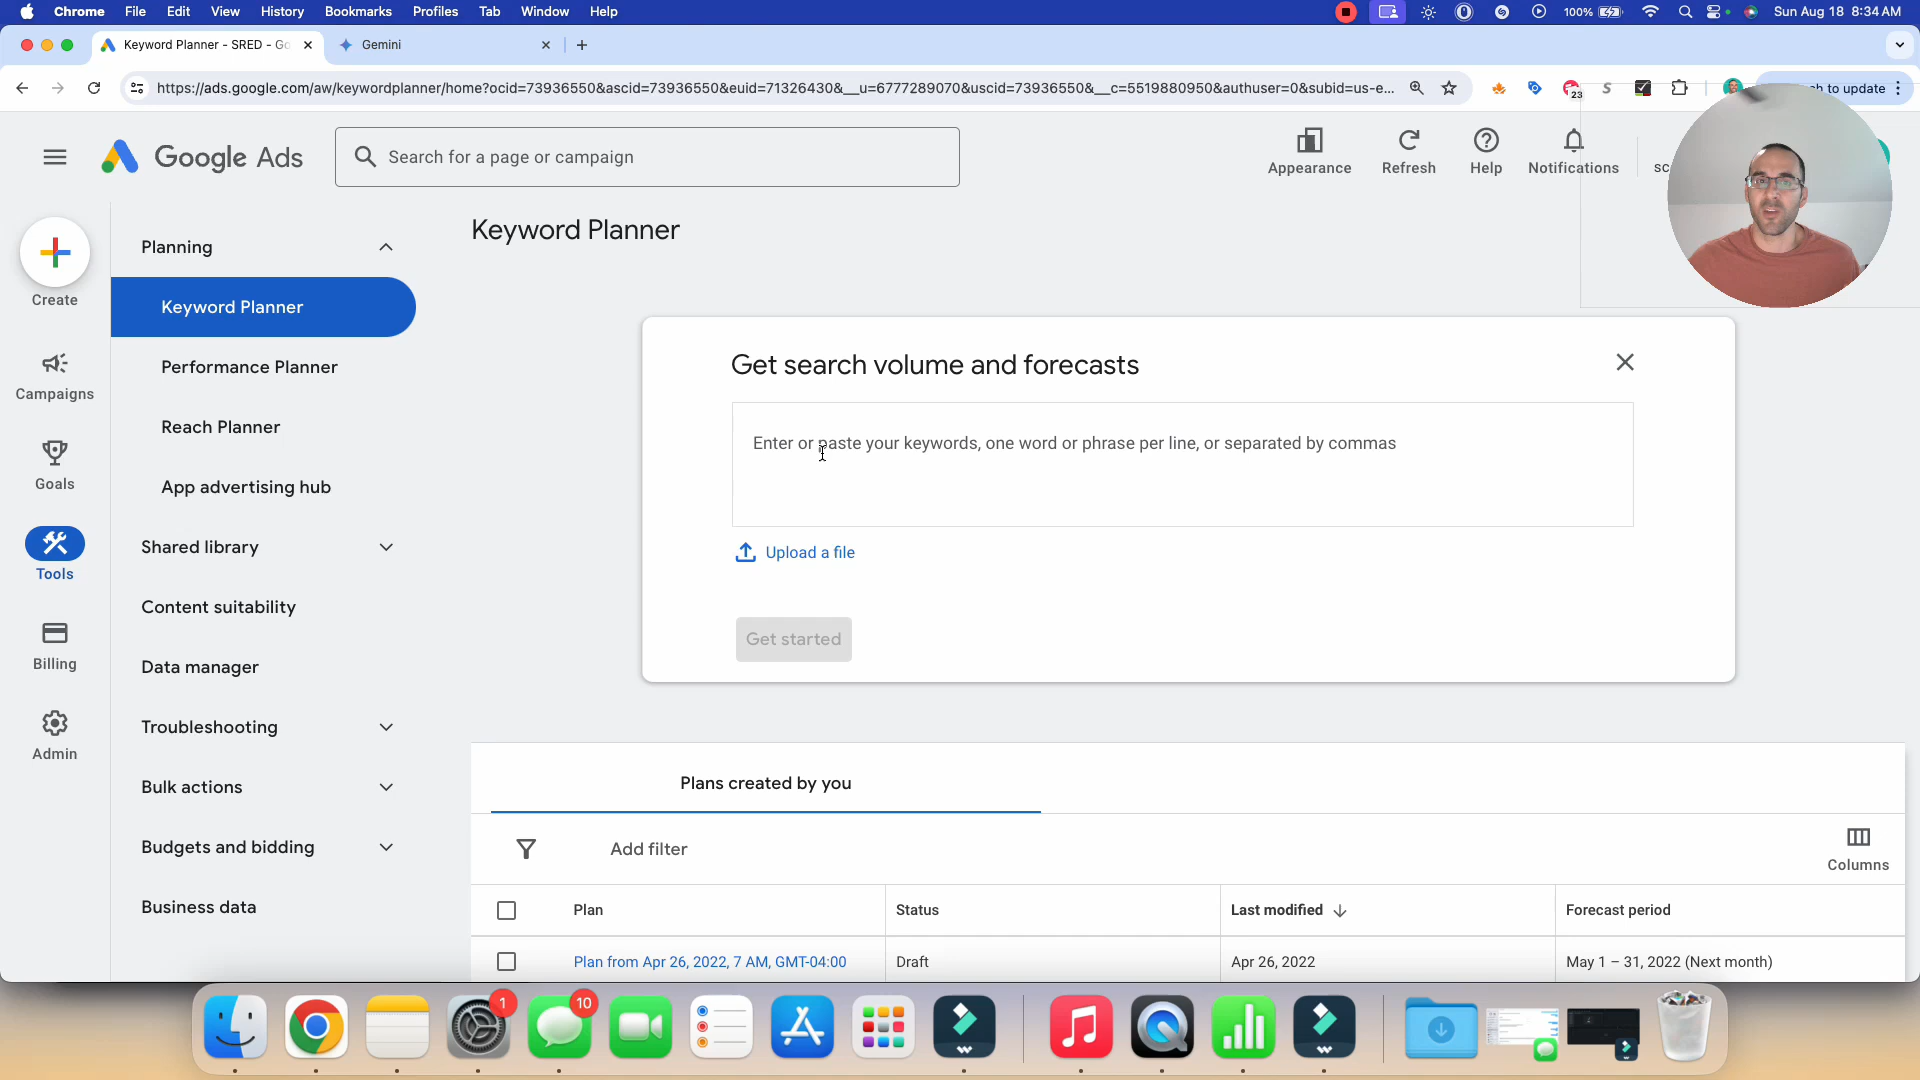 Chrome File Edit View History Bookmarks Profiles Tab Window Help 100% Sun Aug 18 8:34 AM
Keyword Planner - SRED - Go Gemini
https://ads.google.com/aw/keywordplanner/home?ocid=73936550&ascid=73936550&euid=71326430&__u=6777289070&uscid=73936550&__c=5519880950&authuser=0&subid=us-e... 23 to update
Google Ads Search for a page or campaign Appearance Refresh Help Notifications
Keyword Planner
Create
Campaigns
Goals
Tools
Billing
Admin
Planning
Keyword Planner
Performance Planner
Reach Planner
App advertising hub
Shared library
Content suitability
Data manager
Troubleshooting
Bulk actions
Budgets and bidding
Business data
Get search volume and forecasts
Enter or paste your keywords, one word or phrase per line, or separated by commas
Upload a file
Get started
Plans created by you
Add filter
Columns
Plan Status Last modified Forecast period
Plan from Apr 26, 2022, 7 AM, GMT-04:00 Draft Apr 26, 2022 May 1 – 31, 2022 (Next month)
1 10